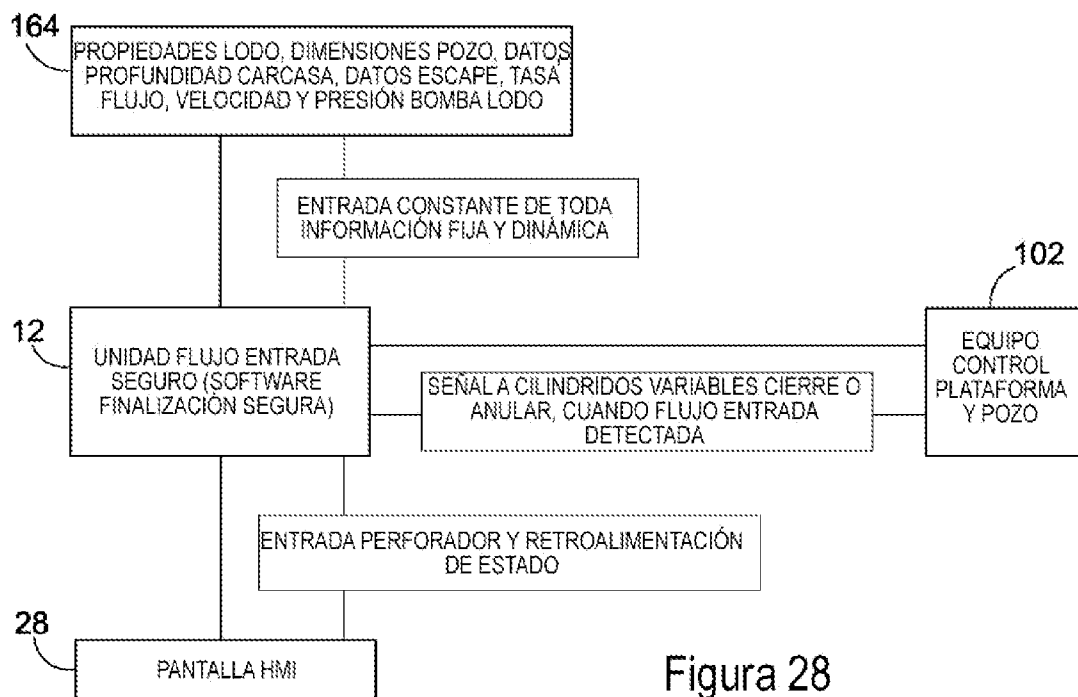 164
PROPIEDADES LODO, DIMENSIONES POZO, DATOS,
PROFUNDIDAD CARCASA, DATOS ESCAPE, TASA
FLUJO, VELOCIDAD Y PRESIÓN BOMBA LODO
ENTRADA CONSTANTE DE TODA
INFORMACIÓN FIJA Y DINÁMICA
102
12
UNIDAD FLUJO ENTRADA
SEGURO (SOFTWARE
FINALIZACIÓN SEGURA)
SEÑAL A CILINDRIDOS VARIABLES CIERRE O
ANULAR, CUANDO FLUJO ENTRADA
DETECTADA
EQUIPO
CONTROL
PLATAFORMA
Y POZO
ENTRADA PERFORADOR Y RETROALIMENTACIÓN
DE ESTADO
28
PANTALLA HMI
Figura 28